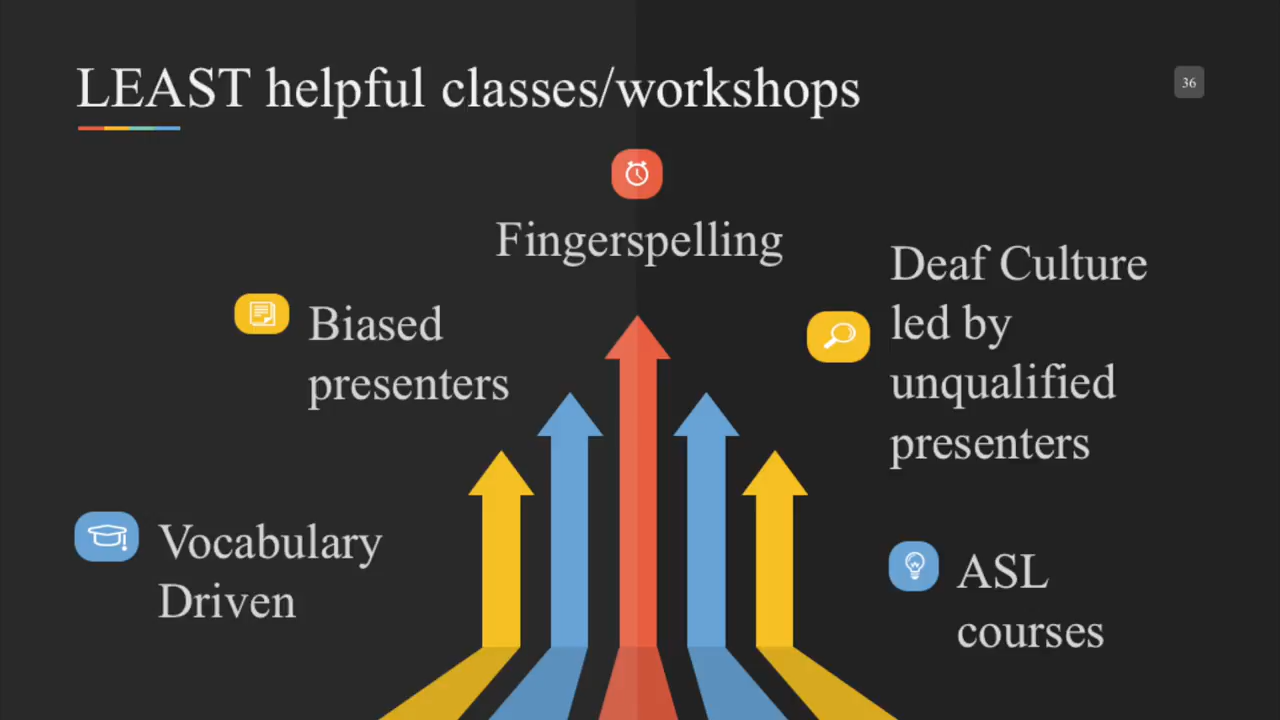 LEAST helpful classes/workshops
36
Fingerspelling
Biased
presenters
Deaf Culture
led by
unqualified
presenters
Vocabulary
Driven
ASL
courses